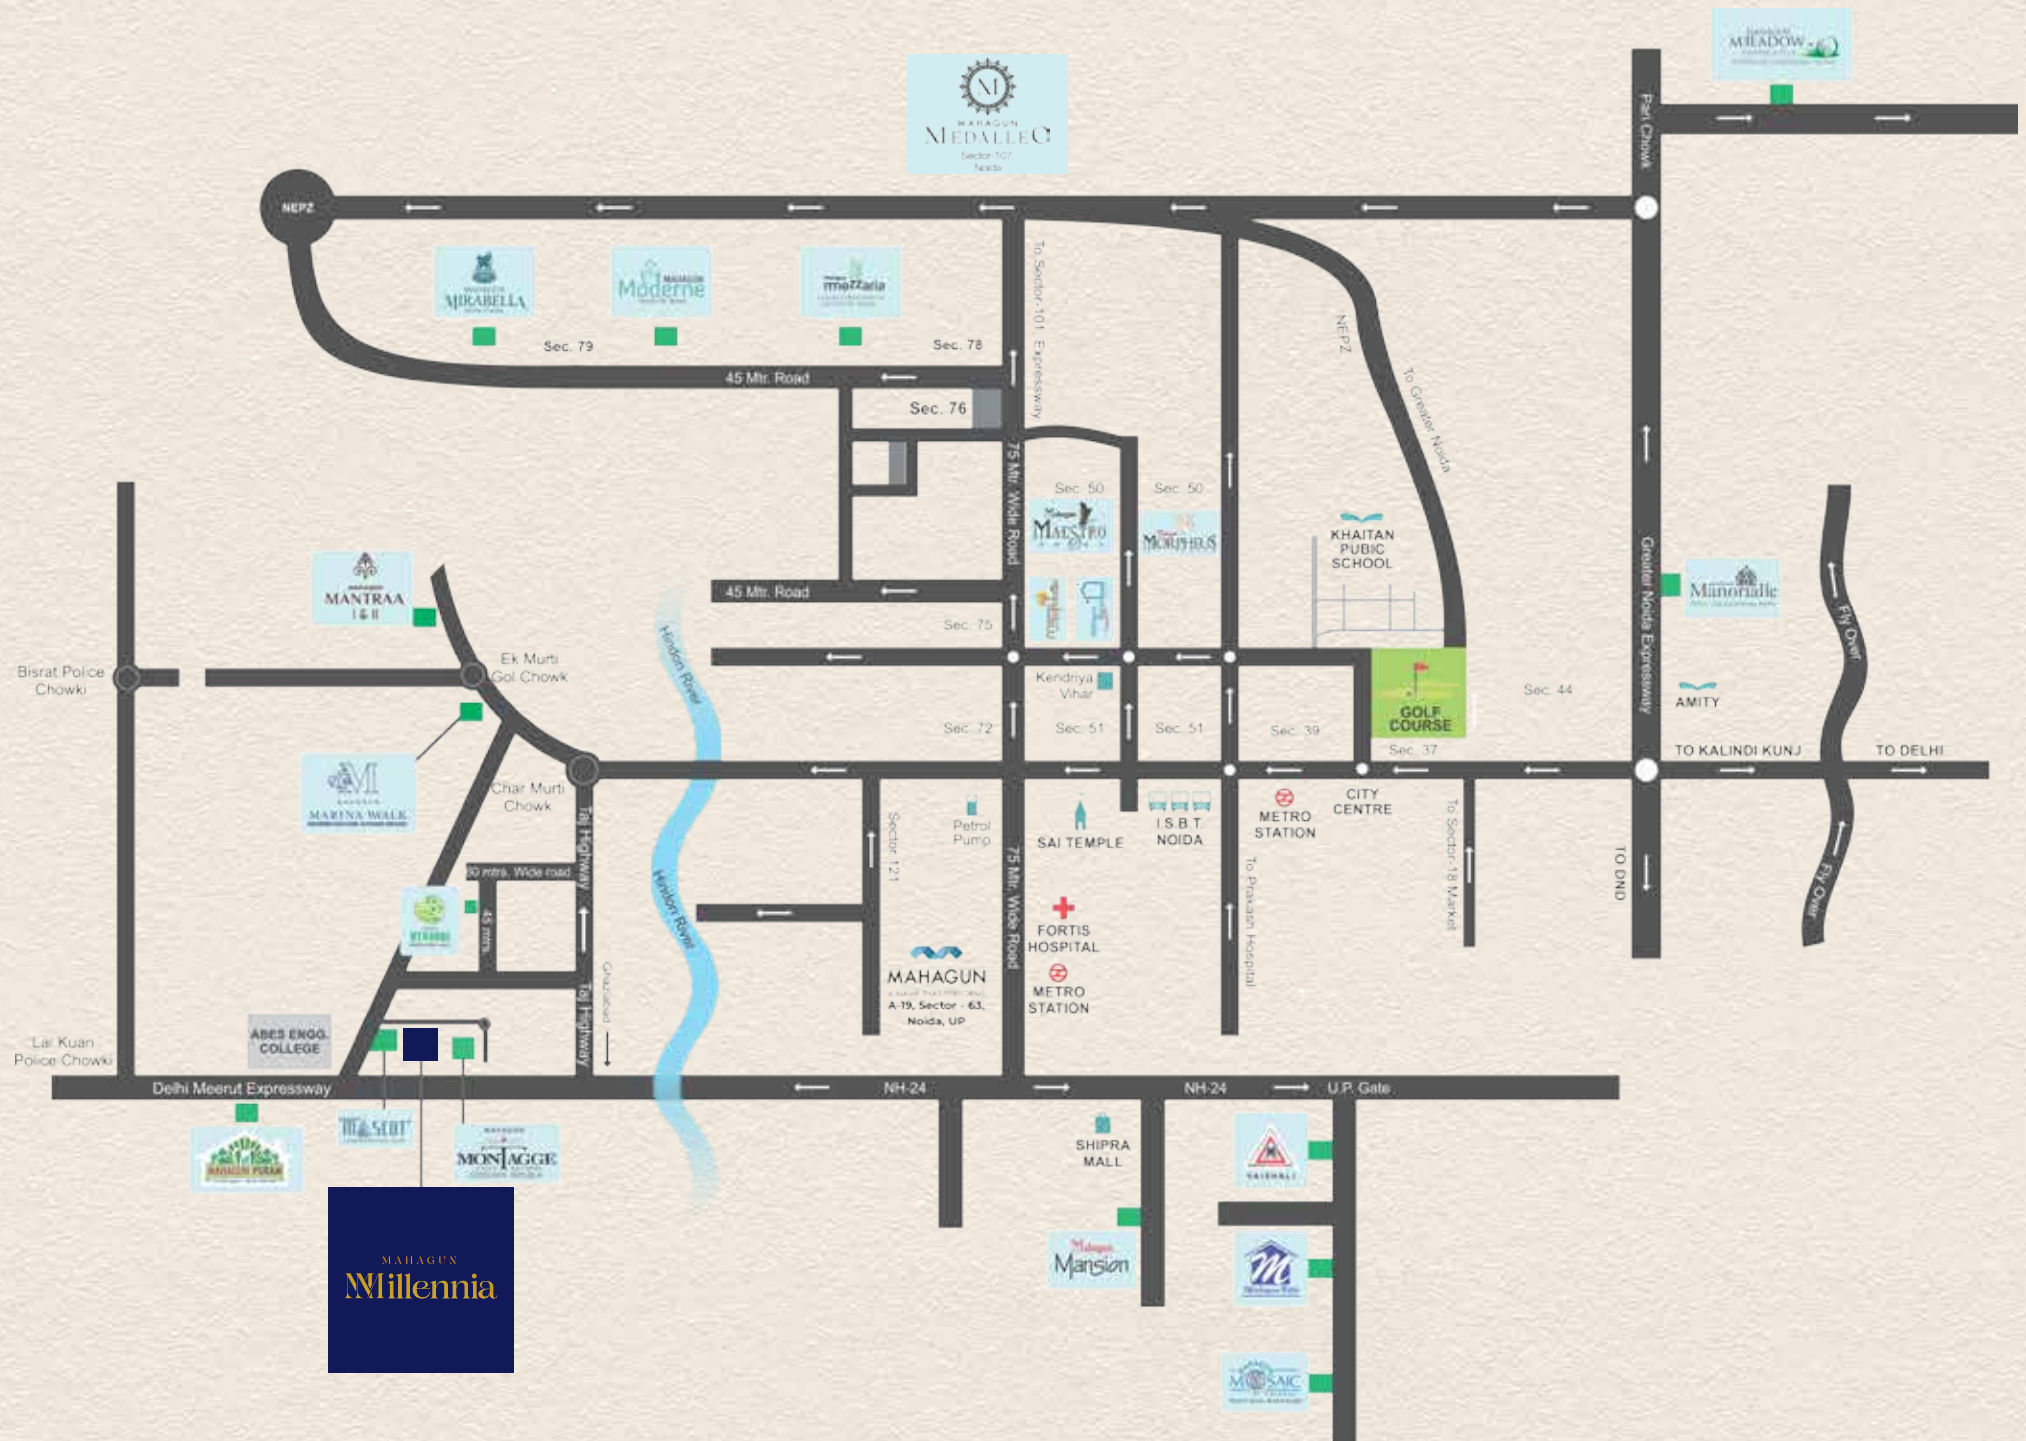 MEADOW
MAHAGUN
MEDALLEO
Sector-107
Noida
Pari Chowk
NEPZ
MIRABELLA
MAHAGUN
Moderne
mezzaria
Sec. 79
Sec. 78
To Sector-101 Expressway
NEPZ
To Greater Noida
45 Mtr. Road
Sec. 76
75 Mtr. Wide Road
Sec. 50
Sec. 50
Mahagun
MAESTRO
MORPHEUS
KHAITAN
PUBIC
SCHOOL
Greater Noida Expressway
Manorialle
Fly Over
MANTRAA
I & II
45 Mtr. Road
Sec. 75
Hindon River
Bisrat Police
Chowki
Ek Murti
Gol Chowk
Kendriya
Vihar
GOLF
COURSE
Sec. 44
AMITY
Sec. 72
Sec. 51
Sec. 51
Sec. 39
Sec. 37
TO KALINDI KUNJ
TO DELHI
MARINA WALK
Char Murti
Chowk
Taj Highway
Petrol
Pump
SAI TEMPLE
I.S.B.T.
NOIDA
METRO
STATION
CITY
CENTRE
To Sector-18 Market
TO DND
Fly Over
Sector 121
75 Mtr. Wide Road
To Prakash Hospital
mtrs. Wide road
45 mtrs.
Hindon River
FORTIS
HOSPITAL
METRO
STATION
MAHAGUN
A-19, Sector - 63,
Noida, UP
Ghaziabad
Taj Highway
ABES ENGG.
COLLEGE
Lal Kuan
Police Chowki
Delhi Meerut Expressway
NH-24
NH-24
U.P. Gate
MASCOT
MONTAGGE
MAHAGUN PURAM
SHIPRA
MALL
VAISHALI
Mahagun
Mansion
MAHAGUN
Millennia
MOSAIC